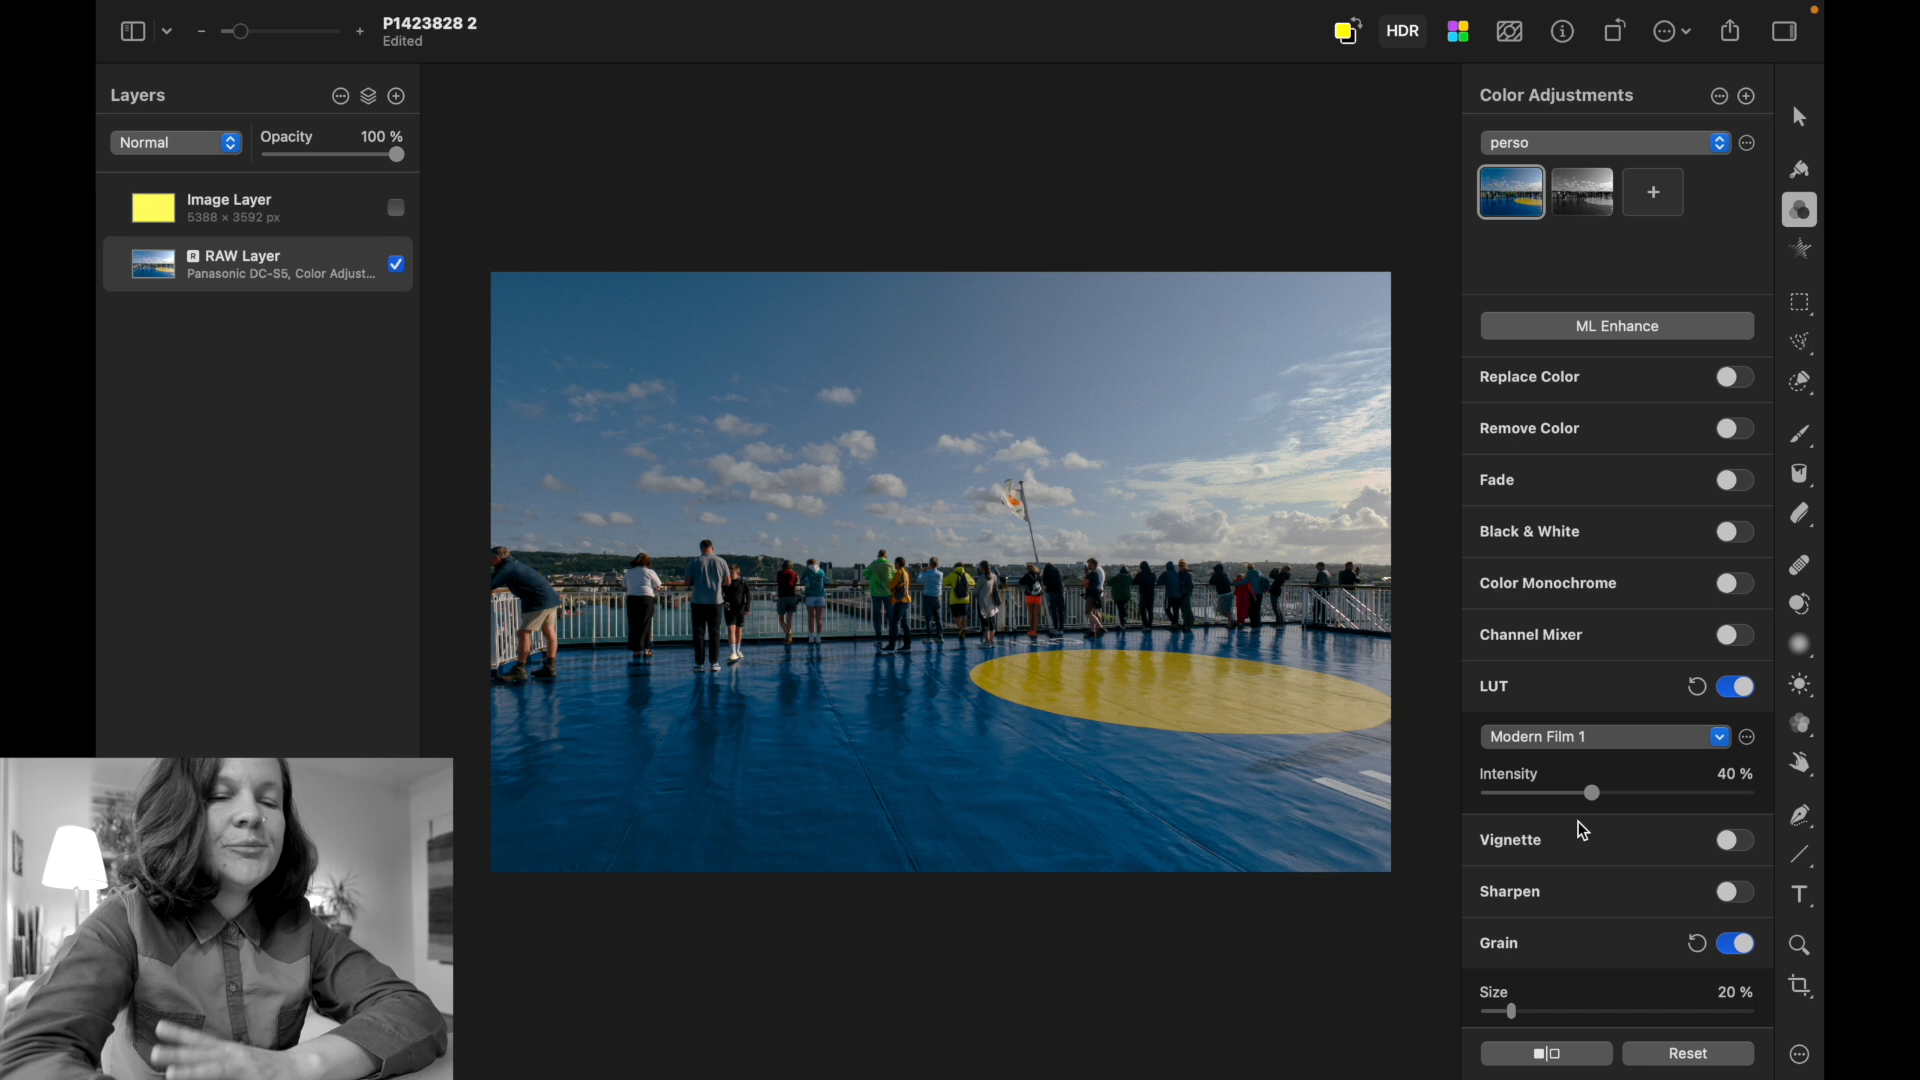 P1423828 2
Edited
HDR
Layers
Normal
Opacity 100 %
Image Layer
5388 × 3592 px
R RAW Layer
Panasonic DC-S5, Color Adjust...
Color Adjustments
perso
ML Enhance
Replace Color
Remove Color
Fade
Black & White
Color Monochrome
Channel Mixer
LUT
Modern Film 1
Intensity 40 %
Vignette
Sharpen
Grain
Size 20 %
Reset